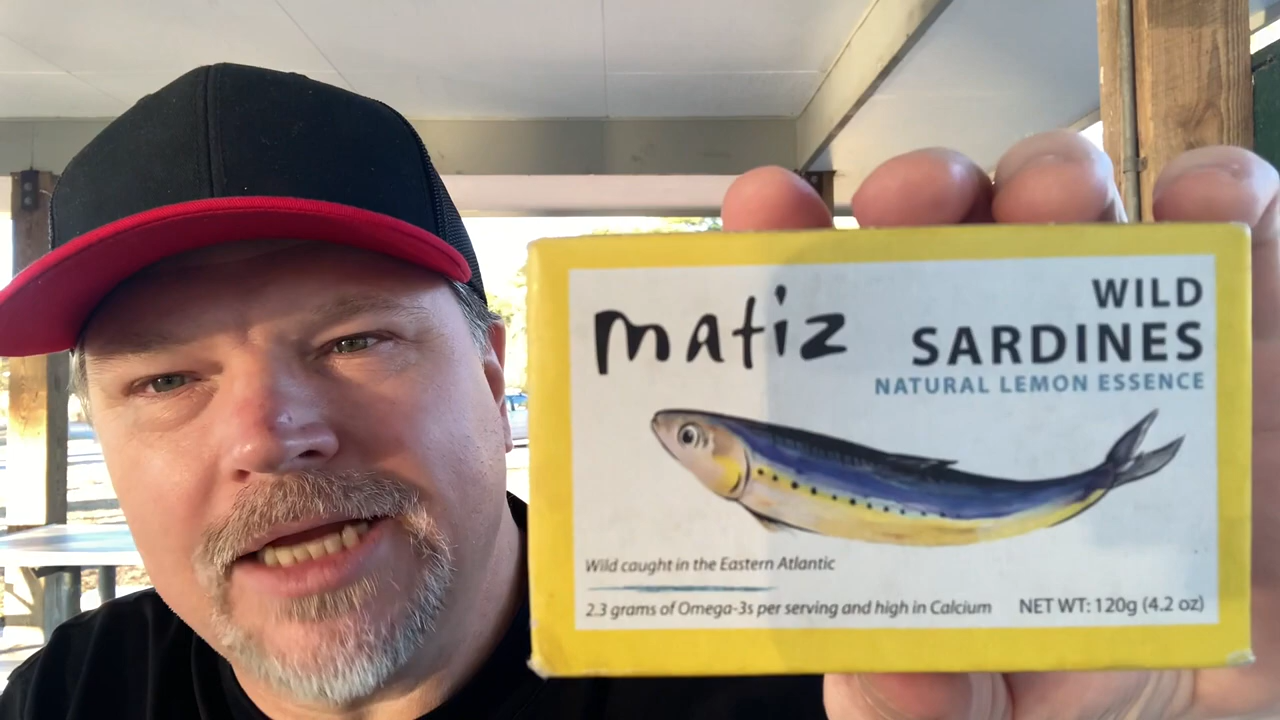 matiz
WILD
SARDINES
NATURAL LEMON ESSENCE
Wild caught in the Eastern Atlantic
2.3 grams of Omega-3s per serving and high in Calcium
NET WT: 120g (4.2 oz)